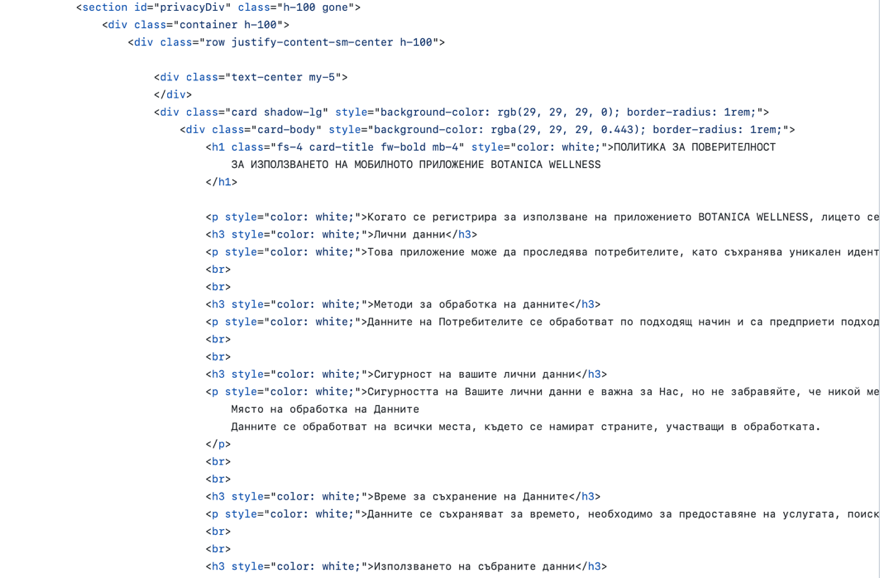 <section id="privacyDiv" class="h-100 gone">
<div class="container h-100">
<div class="row justify-content-sm-center h-100">
<div class="text-center my-5">
</div>
<div class="card shadow-lg" style="background-color: rgb(29, 29, 29, 0); border-radius: 1rem;">
<div class="card-body" style="background-color: rgba(29, 29, 29, 0.443); border-radius: 1rem;">
<h1 class="fs-4 card-title fw-bold mb-4" style="color: white;">ПОЛИТИКА ЗА ПОВЕРИТЕЛНОСТ
ЗА ИЗПОЛЗВАНЕТО НА МОБИЛНОТО ПРИЛОЖЕНИЕ BOTANICA WELLNESS
</h1>
<p style="color: white;">Когато се регистрира за използване на приложението BOTANICA WELLNESS, лицето се
<h3 style="color: white;">Лични данни</h3>
<p style="color: white;">Това приложение може да проследява потребителите, като съхранява уникален идент
<br>
<br>
<h3 style="color: white;">Методи за обработка на данните</h3>
<p style="color: white;">Данните на Потребителите се обработват по подходящ начин и са предприети подход
<br>
<br>
<h3 style="color: white;">Сигурност на вашите лични данни</h3>
<p style="color: white;">Сигурността на Вашите лични данни е важна за Нас, но не забравяйте, че никой ме
Място на обработка на Данните
Данните се обработват на всички места, където се намират страните, участващи в обработката.
</p>
<br>
<br>
<h3 style="color: white;">Време за съхранение на Данните</h3>
<p style="color: white;">Данните се съхраняват за времето, необходимо за предоставяне на услугата, поиск
<br>
<br>
<h3 style="color: white;">Използването на събраните данни</h3>